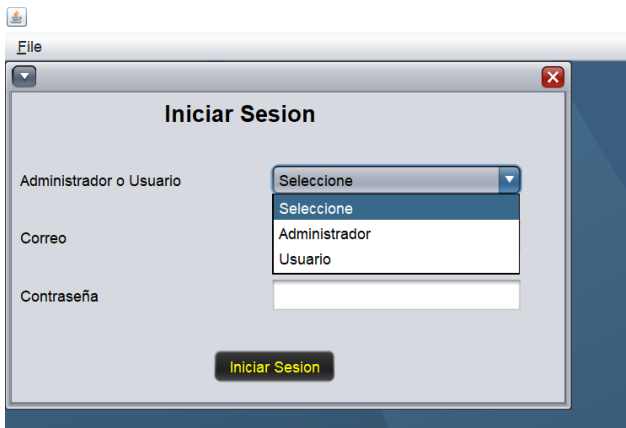 File
Iniciar Sesion
Administrador o Usuario
Seleccione
Seleccione
Administrador
Correo
Usuario
Contraseña
Iniciar Sesion